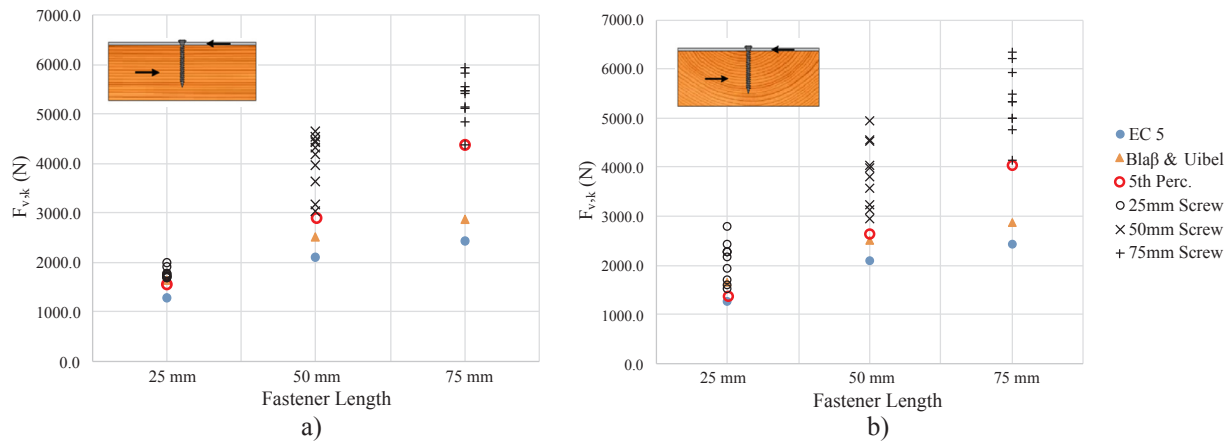 7000.0
6000.0
5000.0
4000.0
3000.0
2000.0
1000.0
0.0
F_v,k (N)
25 mm
50 mm
75 mm
Fastener Length
a)
7000.0
6000.0
5000.0
4000.0
3000.0
2000.0
1000.0
0.0
F_v,k (N)
25 mm
50 mm
75 mm
Fastener Length
b)
EC 5
Blaβ & Uibel
5th Perc.
25mm Screw
50mm Screw
75mm Screw